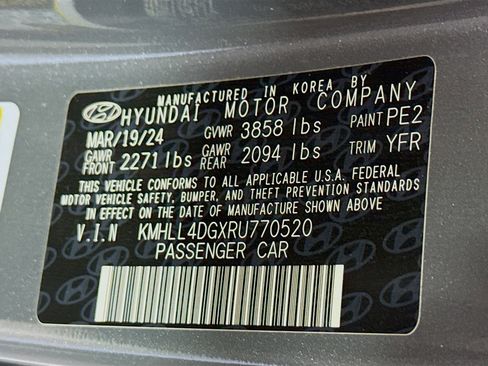 MANUFACTURED IN KOREA BY
HYUNDAI MOTOR COMPANY
MAR/19/24 GVWR 3858 lbs PAINT PE2
GAWR FRONT 2271 lbs GAWR REAR 2094 lbs TRIM YFR
THIS VEHICLE CONFORMS TO ALL APPLICABLE U.S.A. FEDERAL
MOTOR VEHICLE SAFETY, BUMPER, AND THEFT PREVENTION STANDARDS
IN EFFECT ON THE DATE OF MANUFACTURE SHOWN ABOVE.
V.I.N KMHLL4DGXRU770520
PASSENGER CAR